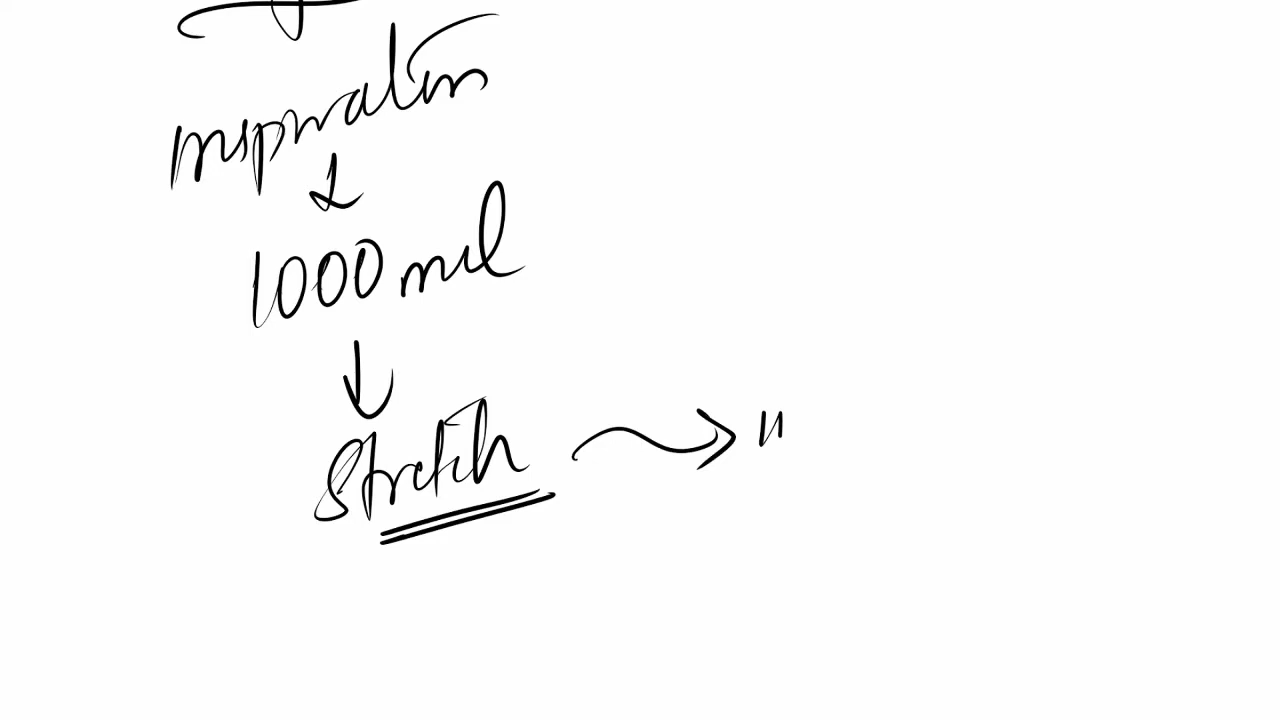 inspiration
↓
1000 ml
↓
Stretch → "